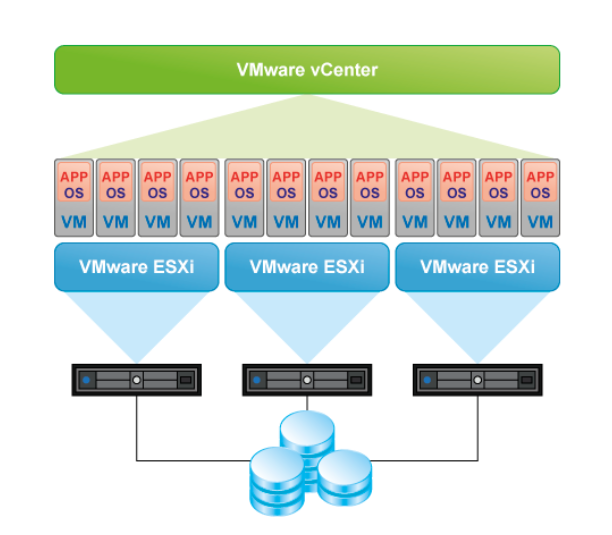 VMware vCenter
APP APP APP APP APP APP APP APP APP APP APP APP
OS OS OS OS OS OS OS OS OS OS OS OS
VM VM VM VM VM VM VM VM VM VM VM VM
VMware ESXi VMware ESXi VMware ESXi